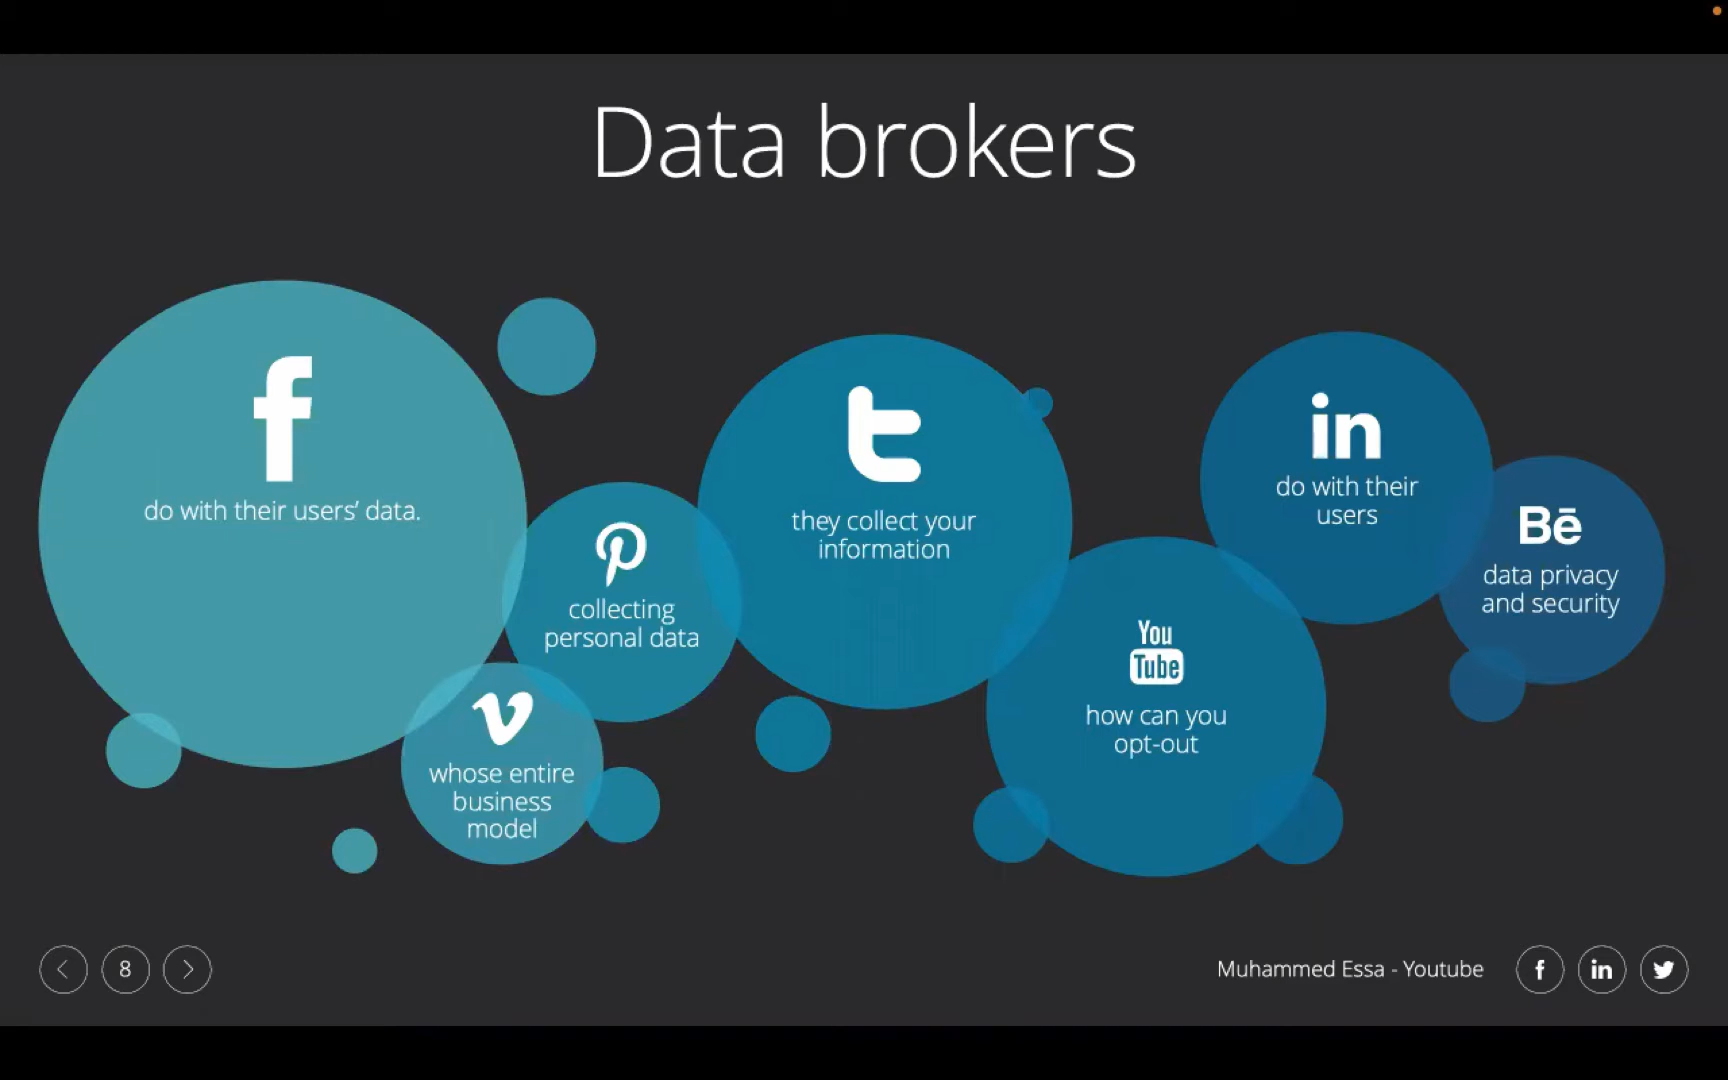 Data brokers
f
do with their users’ data.
collecting
personal data
whose entire
business
model
t
they collect your
information
You
Tube
how can you
opt-out
in
do with their
users
Bē
data privacy
and security
8
Muhammed Essa - Youtube
f
in